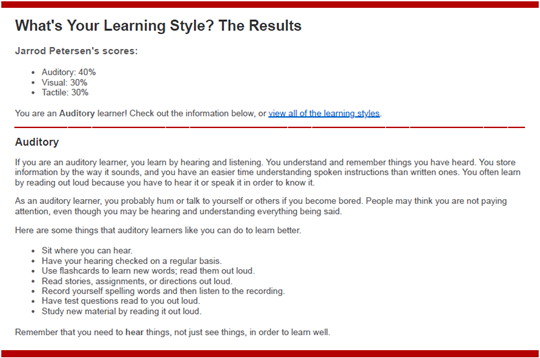 What's Your Learning Style? The Results
Jarrod Petersen's scores:
• Auditory: 40%
• Visual: 30%
• Tactile: 30%
You are an Auditory learner! Check out the information below, or view all of the learning styles.
Auditory
If you are an auditory learner, you learn by hearing and listening. You understand and remember things you have heard. You store
information by the way it sounds, and you have an easier time understanding spoken instructions than written ones. You often learn
by reading out loud because you have to hear it or speak it in order to know it.
As an auditory learner, you probably hum or talk to yourself or others if you become bored. People may think you are not paying
attention, even though you may be hearing and understanding everything being said.
Here are some things that auditory learners like you can do to learn better.
• Sit where you can hear.
• Have your hearing checked on a regular basis.
• Use flashcards to learn new words; read them out loud.
• Read stories, assignments, or directions out loud.
• Record yourself spelling words and then listen to the recording.
• Have test questions read to you out loud.
• Study new material by reading it out loud.
Remember that you need to hear things, not just see things, in order to learn well.